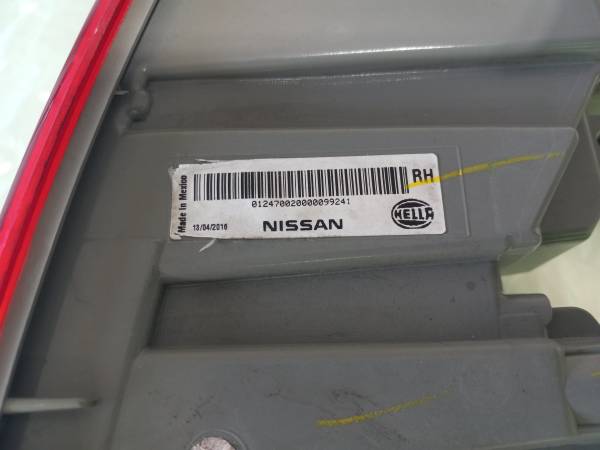 Made in Mexico
RH
012470020000099241
13/04/2016
NISSAN
HELLA